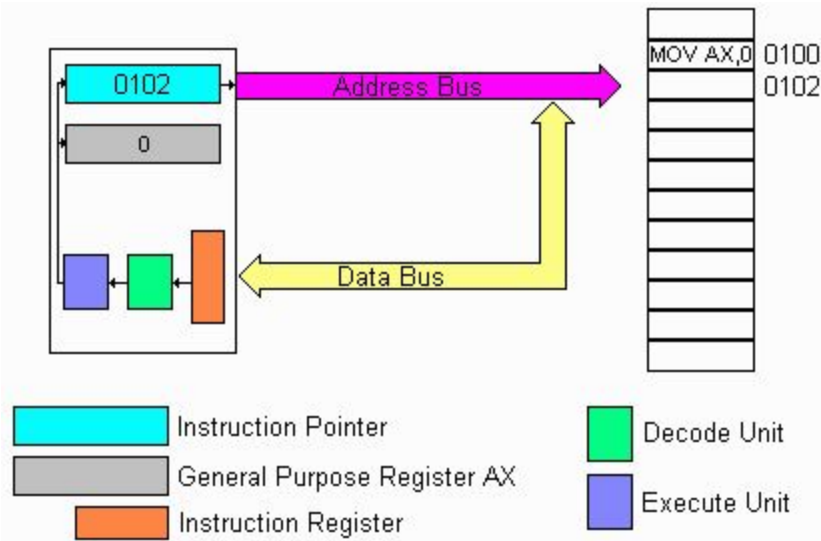 MOV AX,0 0100
0102
0102
Address Bus
0
Data Bus
Instruction Pointer
General Purpose Register AX
Instruction Register
Decode Unit
Execute Unit